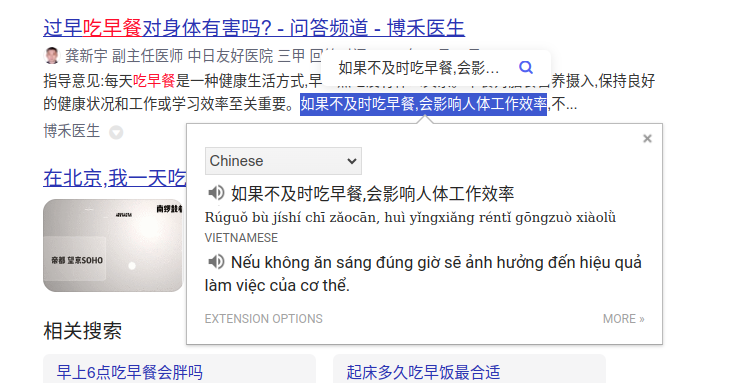 过早吃早餐对身体有害吗? - 问答频道 - 博禾医生
龚新宇 副主任医师 中日友好医院 三甲
如果不及时吃早餐,会影...
指导意见:每天吃早餐是一种健康生活方式,早
营养摄入,保持良好
的健康状况和工作或学习效率至关重要。如果不及时吃早餐,会影响人体工作效率,不...
博禾医生
Chinese
在北京,我一天吃
如果不及时吃早餐,会影响人体工作效率
Rúguǒ bù jíshí chī zǎocān, huì yǐngxiǎng réntǐ gōngzuò xiàolǜ
VIETNAMESE
帝都 望京SOHO
Nếu không ăn sáng đúng giờ sẽ ảnh hưởng đến hiệu quả
làm việc của cơ thể.
EXTENSION OPTIONS
MORE »
相关搜索
早上6点吃早餐会胖吗
起床多久吃早饭最合适